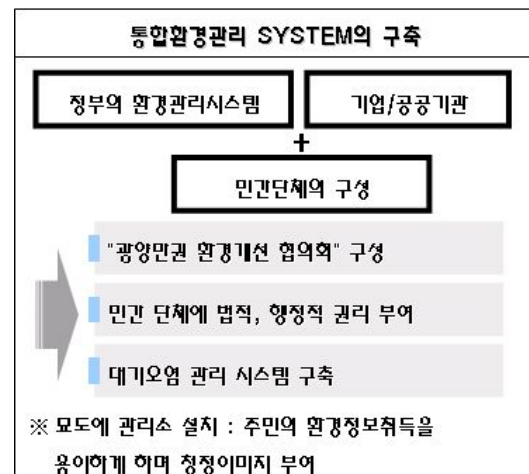 통합환경관리 SYSTEM의 구축
정부의 환경관리시스템
기업/공공기관
+
민간단체의 구성
"광양만권 환경개선 협의회" 구성
민간 단체에 법적, 행정적 권리 부여
대기오염 관리 시스템 구축
※ 묘도에 관리소 설치 : 주민의 환경정보취득을
용이하게 하며 청정이미지 부여